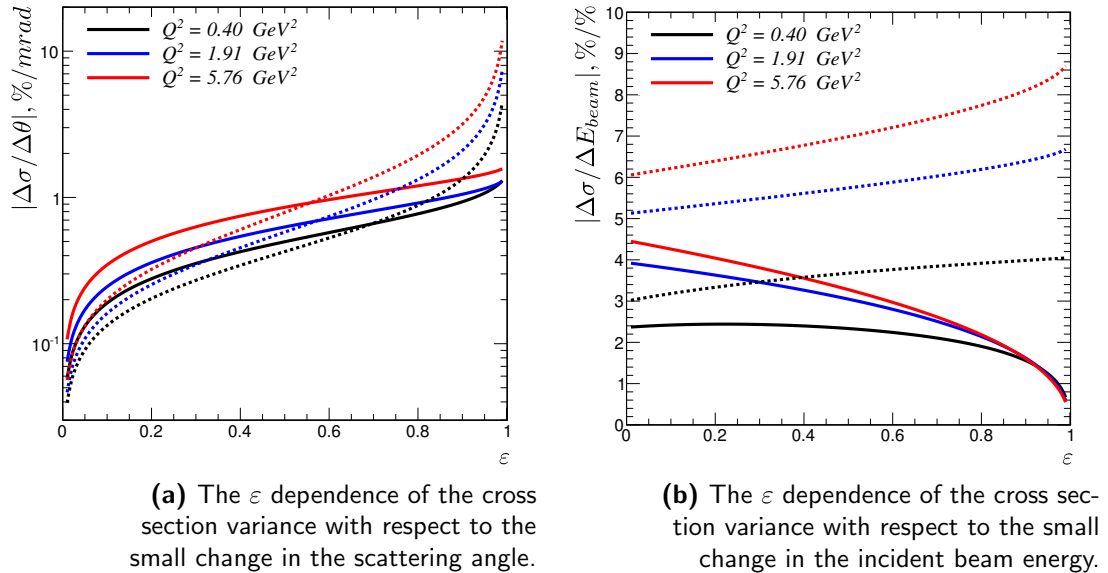 |Δσ/Δθ|, %/mrad
10
1
10⁻¹
Q² = 0.40 GeV²
Q² = 1.91 GeV²
Q² = 5.76 GeV²
0 0.2 0.4 0.6 0.8 1
ε
(a) The ε dependence of the cross
section variance with respect to the
small change in the scattering angle.
|Δσ/ΔE_beam|, %/%
10
9
8
7
6
5
4
3
2
1
0
Q² = 0.40 GeV²
Q² = 1.91 GeV²
Q² = 5.76 GeV²
0 0.2 0.4 0.6 0.8 1
ε
(b) The ε dependence of the cross sec-
tion variance with respect to the small
change in the incident beam energy.